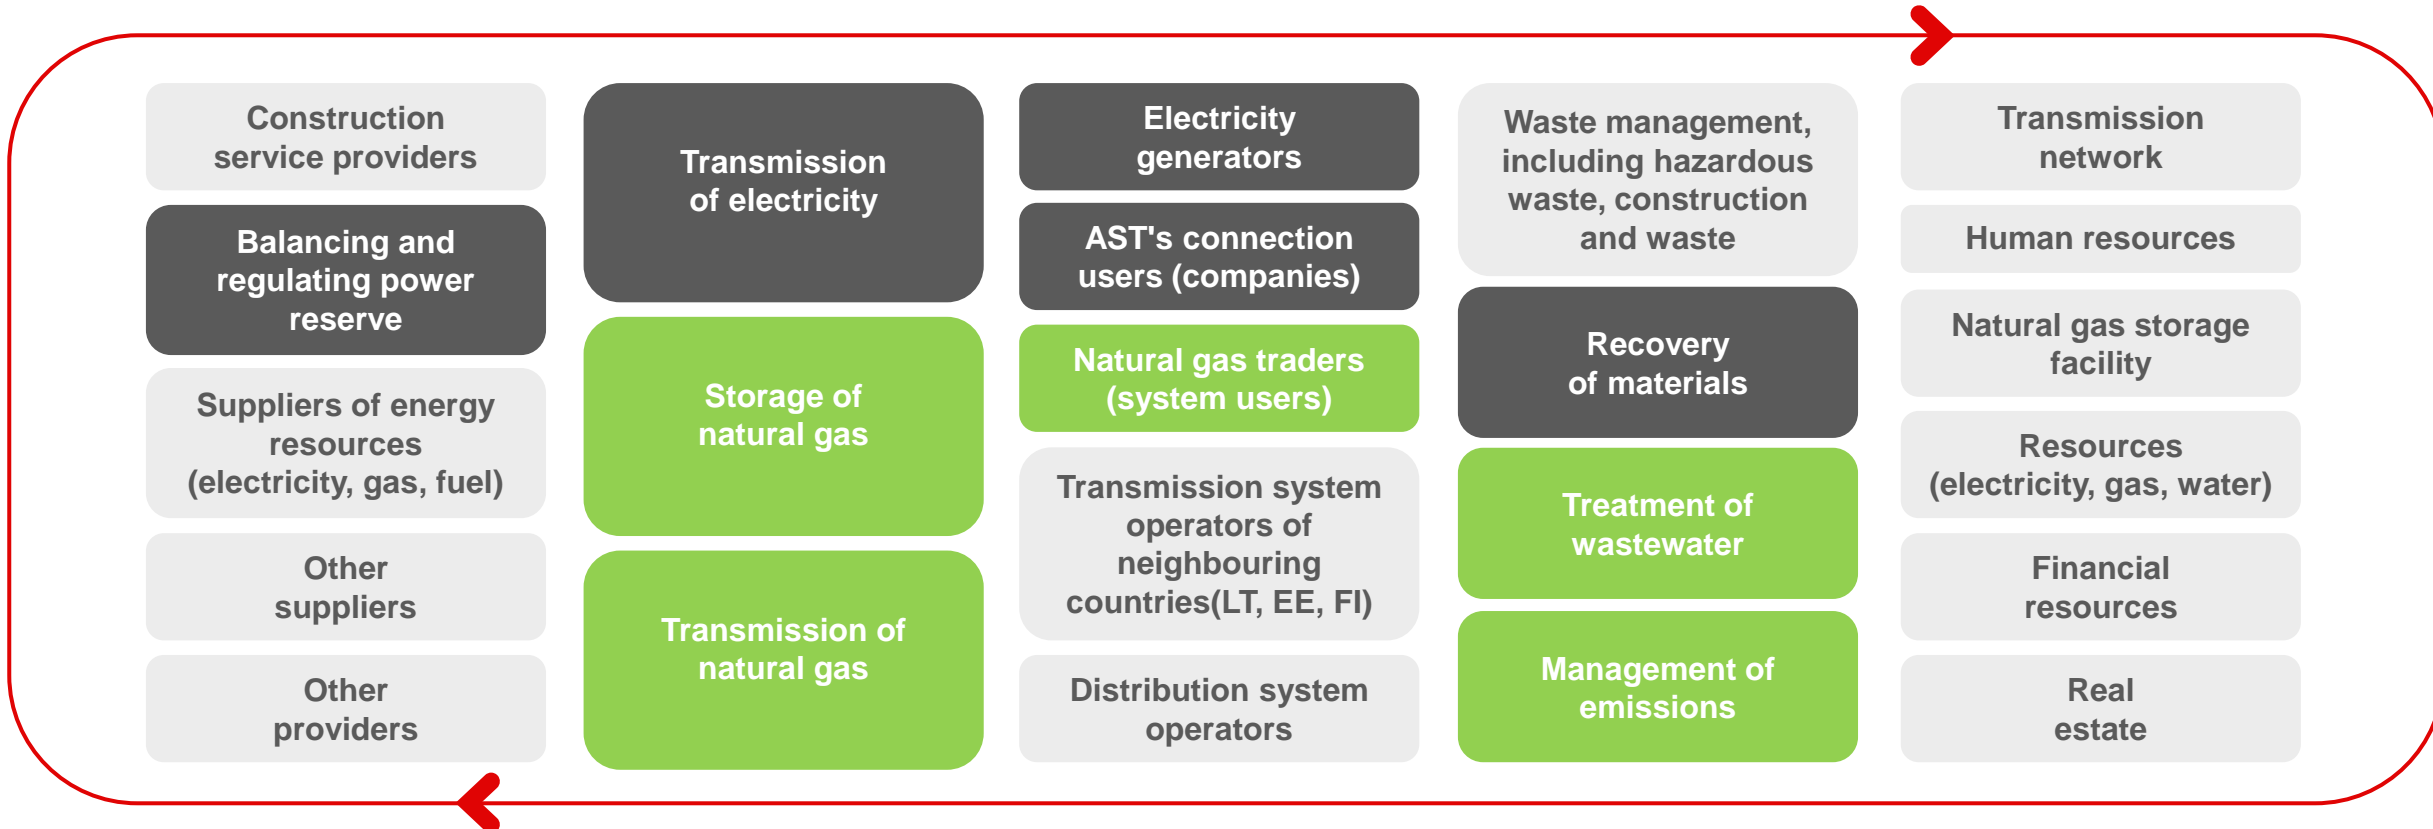 Construction
service providers
Balancing and
regulating power
reserve
Suppliers of energy
resources
(electricity, gas, fuel)
Other
suppliers
Other
providers
Transmission
of electricity
Storage of
natural gas
Transmission of
natural gas
Electricity
generators
AST's connection
users (companies)
Natural gas traders
(system users)
Transmission system
operators of
neighbouring
countries(LT, EE, FI)
Distribution system
operators
Waste management,
including hazardous
waste, construction
and waste
Recovery
of materials
Treatment of
wastewater
Management of
emissions
Transmission
network
Human resources
Natural gas storage
facility
Resources
(electricity, gas, water)
Financial
resources
Real
estate